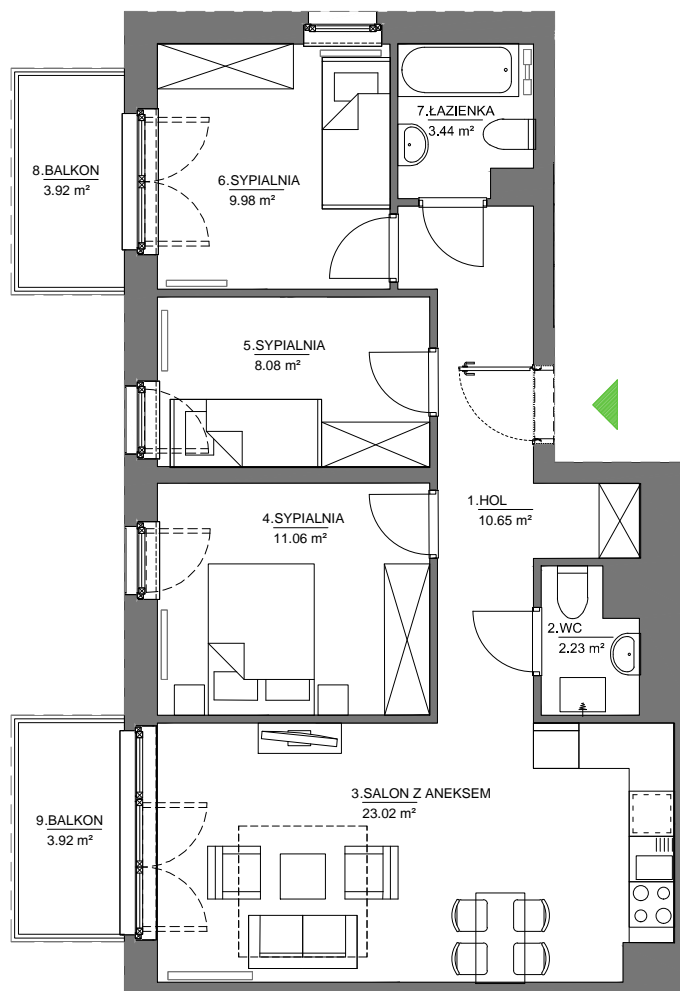 7.ŁAZIENKA
3.44 m²
8.BALKON
3.92 m²
6.SYPIALNIA
9.98 m²
5.SYPIALNIA
8.08 m²
1.HOL
10.65 m²
4.SYPIALNIA
11.06 m²
2.WC
2.23 m²
3.SALON Z ANEKSEM
23.02 m²
9.BALKON
3.92 m²